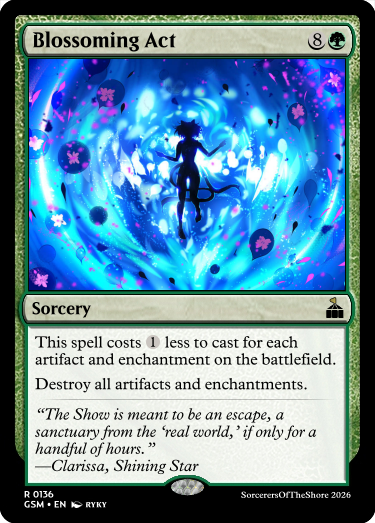 Blossoming Act 8
Sorcery
This spell costs 1 less to cast for each
artifact and enchantment on the battlefield.
Destroy all artifacts and enchantments.
“The Show is meant to be an escape, a
sanctuary from the ‘real world,’ if only for a
handful of hours.”
—Clarissa, Shining Star
R 0136
GSM • EN RYKY
SorcerersOfTheShore 2026